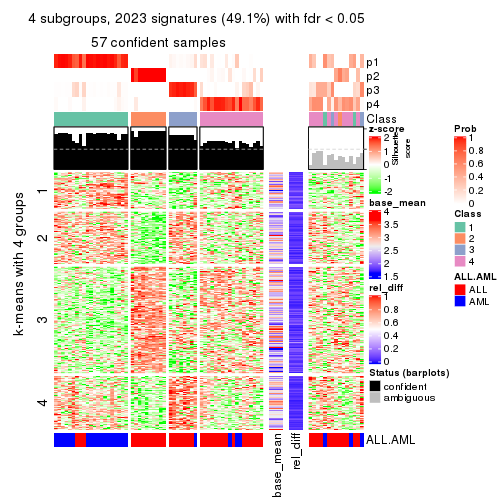 4 subgroups, 2023 signatures (49.1%) with fdr < 0.05
57 confident samples
p1
p2
p3
p4
Class
k-means with 4 groups
1
2
3
4
Silhouette score
z-score
2
1
0
-1
-2
base_mean
4
3.5
3
2.5
2
1.5
rel_diff
1
0.8
0.6
0.4
0.2
0
Status (barplots)
confident
ambiguous
Prob
1
0.8
0.6
0.4
0.2
0
Class
1
2
3
4
ALL.AML
ALL
AML
ALL.AML
base_mean
rel_diff